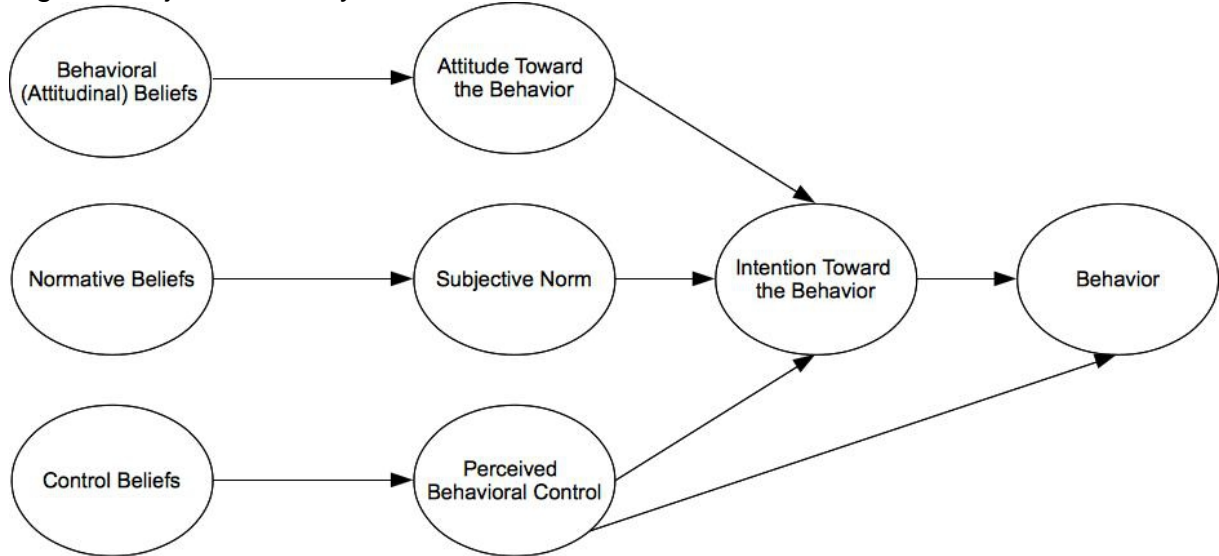 Behavioral
(Attitudinal) Beliefs
Attitude Toward
the Behavior
Normative Beliefs
Subjective Norm
Intention Toward
the Behavior
Behavior
Control Beliefs
Perceived
Behavioral Control